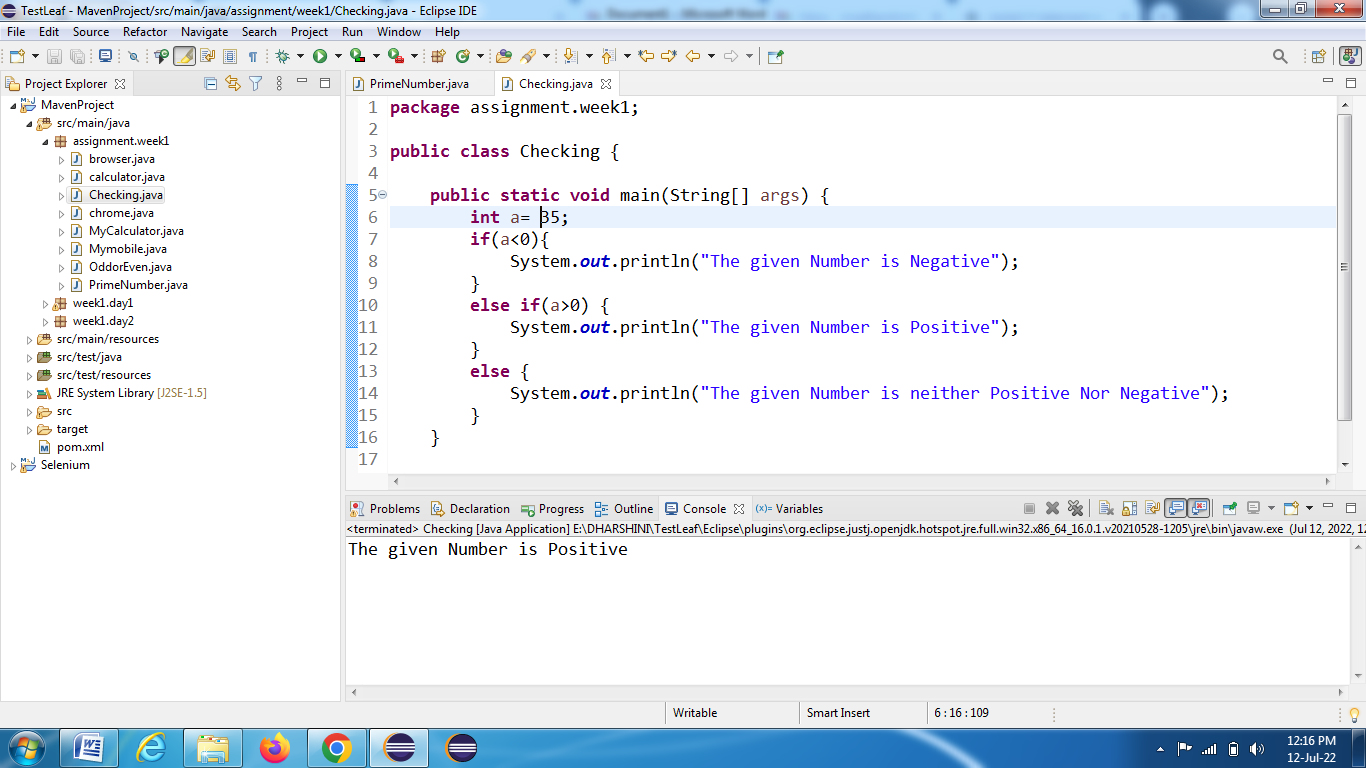 TestLeaf - MavenProject/src/main/java/assignment/week1/Checking.java - Eclipse IDE
File Edit Source Refactor Navigate Search Project Run Window Help
Project Explorer
MavenProject
src/main/java
assignment.week1
browser.java
calculator.java
Checking.java
chrome.java
MyCalculator.java
Mymobile.java
OddorEven.java
PrimeNumber.java
week1.day1
week1.day2
src/main/resources
src/test/java
src/test/resources
JRE System Library [J2SE-1.5]
src
target
pom.xml
Selenium
PrimeNumber.java Checking.java
1 package assignment.week1;
2
3 public class Checking {
4
5 public static void main(String[] args) {
6 int a= 35;
7 if(a<0){
8 System.out.println("The given Number is Negative");
9 }
10 else if(a>0) {
11 System.out.println("The given Number is Positive");
12 }
13 else {
14 System.out.println("The given Number is neither Positive Nor Negative");
15 }
16 }
17
Problems Declaration Progress Outline Console (x)= Variables
<terminated> Checking [Java Application] E:\DHARSHINI\TestLeaf\Eclipse\plugins\org.eclipse.justj.openjdk.hotspot.jre.full.win32.x86_64_16.0.1.v20210528-1205\jre\bin\javaw.exe (Jul 12, 2022, 12
The given Number is Positive
Writable Smart Insert 6 : 16 : 109
12:16 PM
12-Jul-22